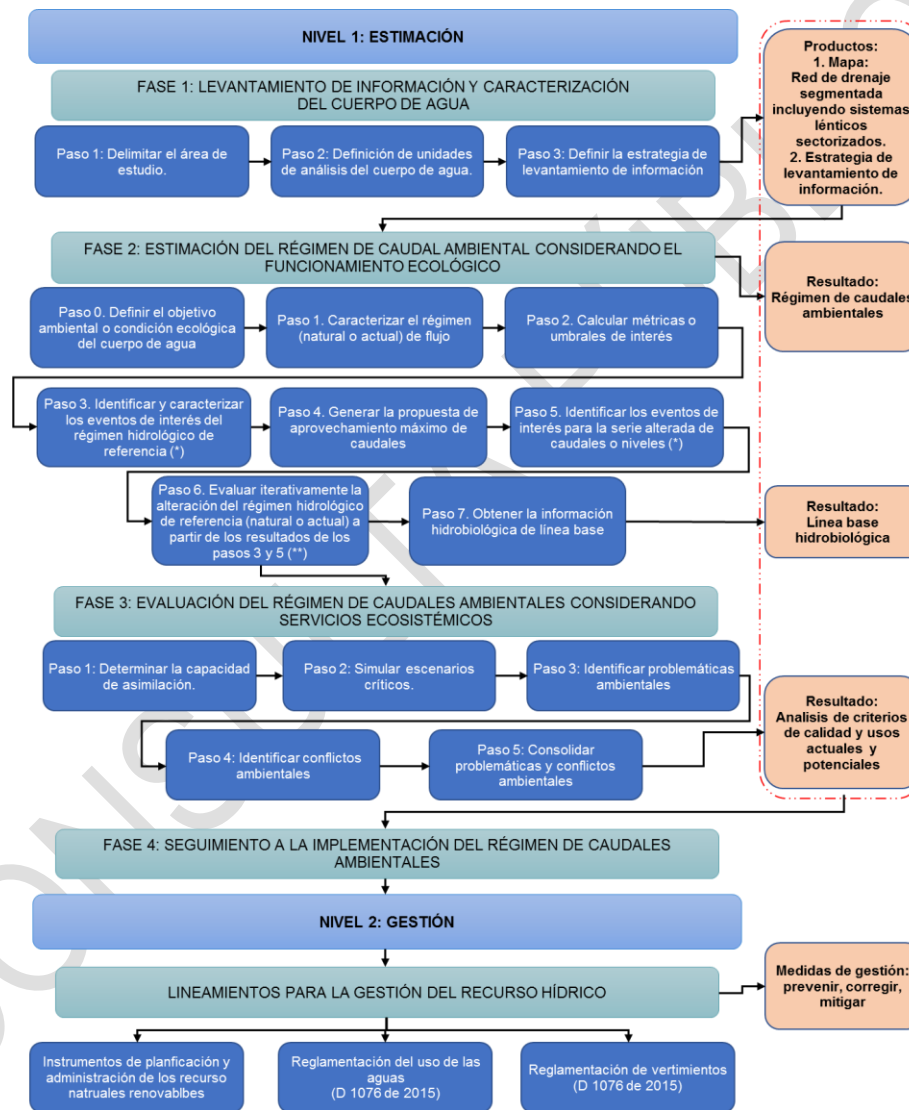 NIVEL 1: ESTIMACIÓN
FASE 1: LEVANTAMIENTO DE INFORMACIÓN Y CARACTERIZACIÓN
DEL CUERPO DE AGUA
Paso 1: Delimitar el área de
estudio.
Paso 2: Definición de unidades
de análisis del cuerpo de agua.
Paso 3: Definir la estrategia de
levantamiento de información
Productos:
1. Mapa:
Red de drenaje
segmentada
incluyendo sistemas
lénticos
sectorizados.
2. Estrategia de
levantamiento de
información.
FASE 2: ESTIMACIÓN DEL RÉGIMEN DE CAUDAL AMBIENTAL CONSIDERANDO EL
FUNCIONAMIENTO ECOLÓGICO
Resultado:
Régimen de caudales
ambientales
Paso 0. Definir el objetivo
ambiental o condición ecológica
del cuerpo de agua
Paso 1. Caracterizar el régimen
(natural o actual) de flujo
Paso 2. Calcular métricas o
umbrales de interés
Paso 3. Identificar y caracterizar
los eventos de interés del
régimen hidrológico de
referencia (*)
Paso 4. Generar la propuesta de
aprovechamiento máximo de
caudales
Paso 5. Identificar los eventos de
interés para la serie alterada de
caudales o niveles (*)
Paso 6. Evaluar iterativamente la
alteración del régimen hidrológico
de referencia (natural o actual) a
partir de los resultados de los
pasos 3 y 5 (**)
Paso 7. Obtener la información
hidrobiológica de línea base
Resultado:
Línea base
hidrobiológica
FASE 3: EVALUACIÓN DEL RÉGIMEN DE CAUDALES AMBIENTALES CONSIDERANDO
SERVICIOS ECOSISTÉMICOS
Paso 1: Determinar la capacidad
de asimilación.
Paso 2: Simular escenarios
críticos.
Paso 3: Identificar problemáticas
ambientales
Paso 4: Identificar conflictos
ambientales
Paso 5: Consolidar
problemáticas y conflictos
ambientales
Resultado:
Analisis de criterios
de calidad y usos
actuales y
potenciales
FASE 4: SEGUIMIENTO A LA IMPLEMENTACIÓN DEL RÉGIMEN DE CAUDALES
AMBIENTALES
NIVEL 2: GESTIÓN
LINEAMIENTOS PARA LA GESTIÓN DEL RECURSO HÍDRICO
Medidas de gestión:
prevenir, corregir,
mitigar
Instrumentos de planficación y
administración de los recurso
natruales renovablbes
Reglamentación del uso de las
aguas
(D 1076 de 2015)
Reglamentación de vertimientos
(D 1076 de 2015)